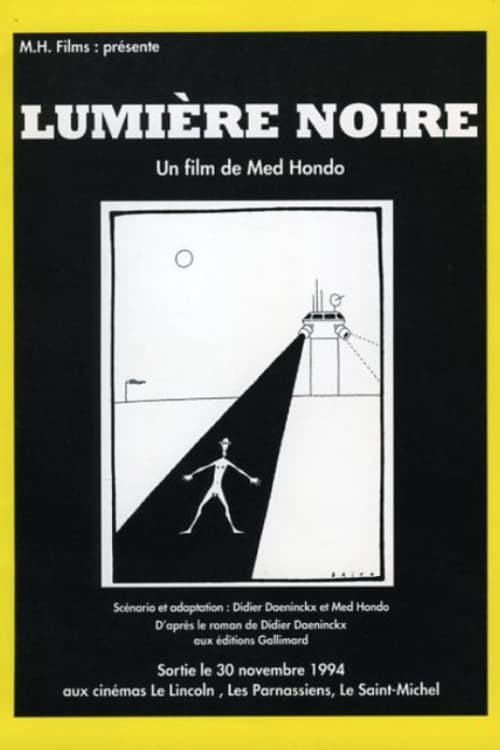 M.H. Films : présente
LUMIÈRE NOIRE
Un film de Med Hondo
Scénario et adaptation : Didier Daeninckx et Med Hondo
D'après le roman de Didier Daeninckx
aux éditions Gallimard
Sortie le 30 novembre 1994
aux cinémas Le Lincoln , Les Parnassiens, Le Saint-Michel